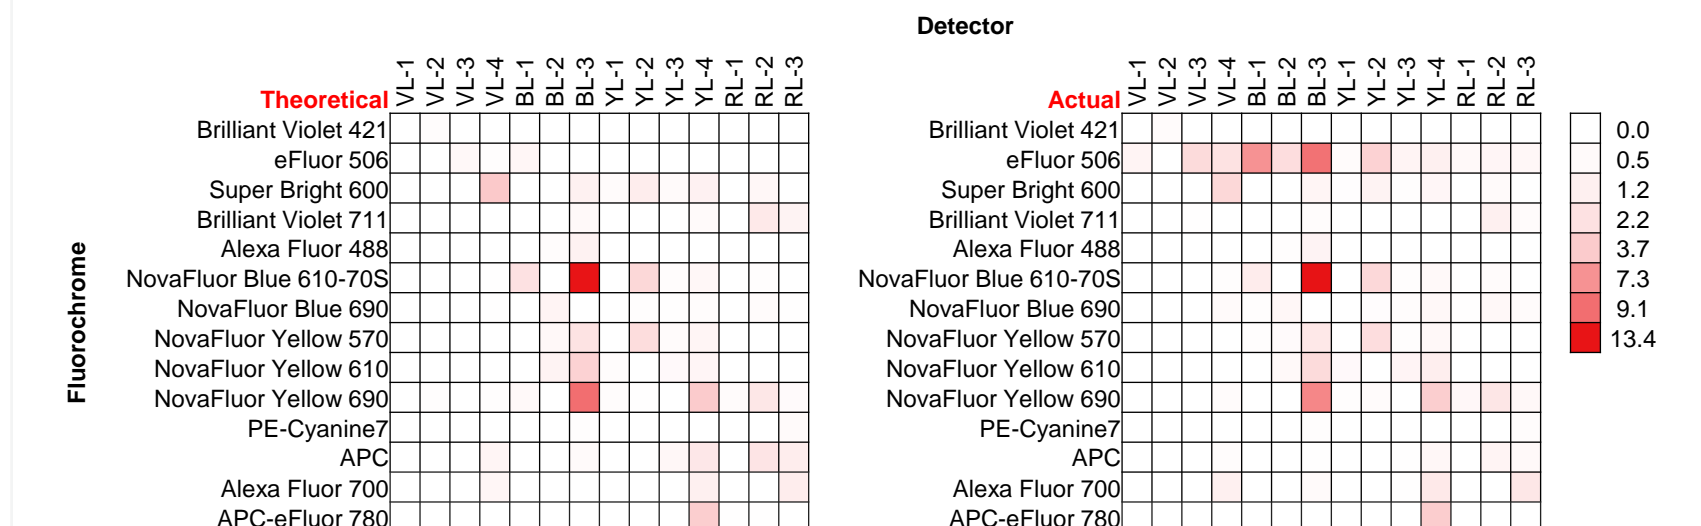 Detector
Theoretical VL-1 VL-2 VL-3 VL-4 BL-1 BL-2 BL-3 YL-1 YL-2 YL-3 YL-4 RL-1 RL-2 RL-3
Brilliant Violet 421
eFluor 506
Super Bright 600
Brilliant Violet 711
Alexa Fluor 488
NovaFluor Blue 610-70S
NovaFluor Blue 690
NovaFluor Yellow 570
NovaFluor Yellow 610
NovaFluor Yellow 690
PE-Cyanine7
APC
Alexa Fluor 700
APC-eFluor 780
Fluorochrome
Actual VL-1 VL-2 VL-3 VL-4 BL-1 BL-2 BL-3 YL-1 YL-2 YL-3 YL-4 RL-1 RL-2 RL-3
Brilliant Violet 421
eFluor 506
Super Bright 600
Brilliant Violet 711
Alexa Fluor 488
NovaFluor Blue 610-70S
NovaFluor Blue 690
NovaFluor Yellow 570
NovaFluor Yellow 610
NovaFluor Yellow 690
PE-Cyanine7
APC
Alexa Fluor 700
APC-eFluor 780
0.0
0.5
1.2
2.2
3.7
7.3
9.1
13.4